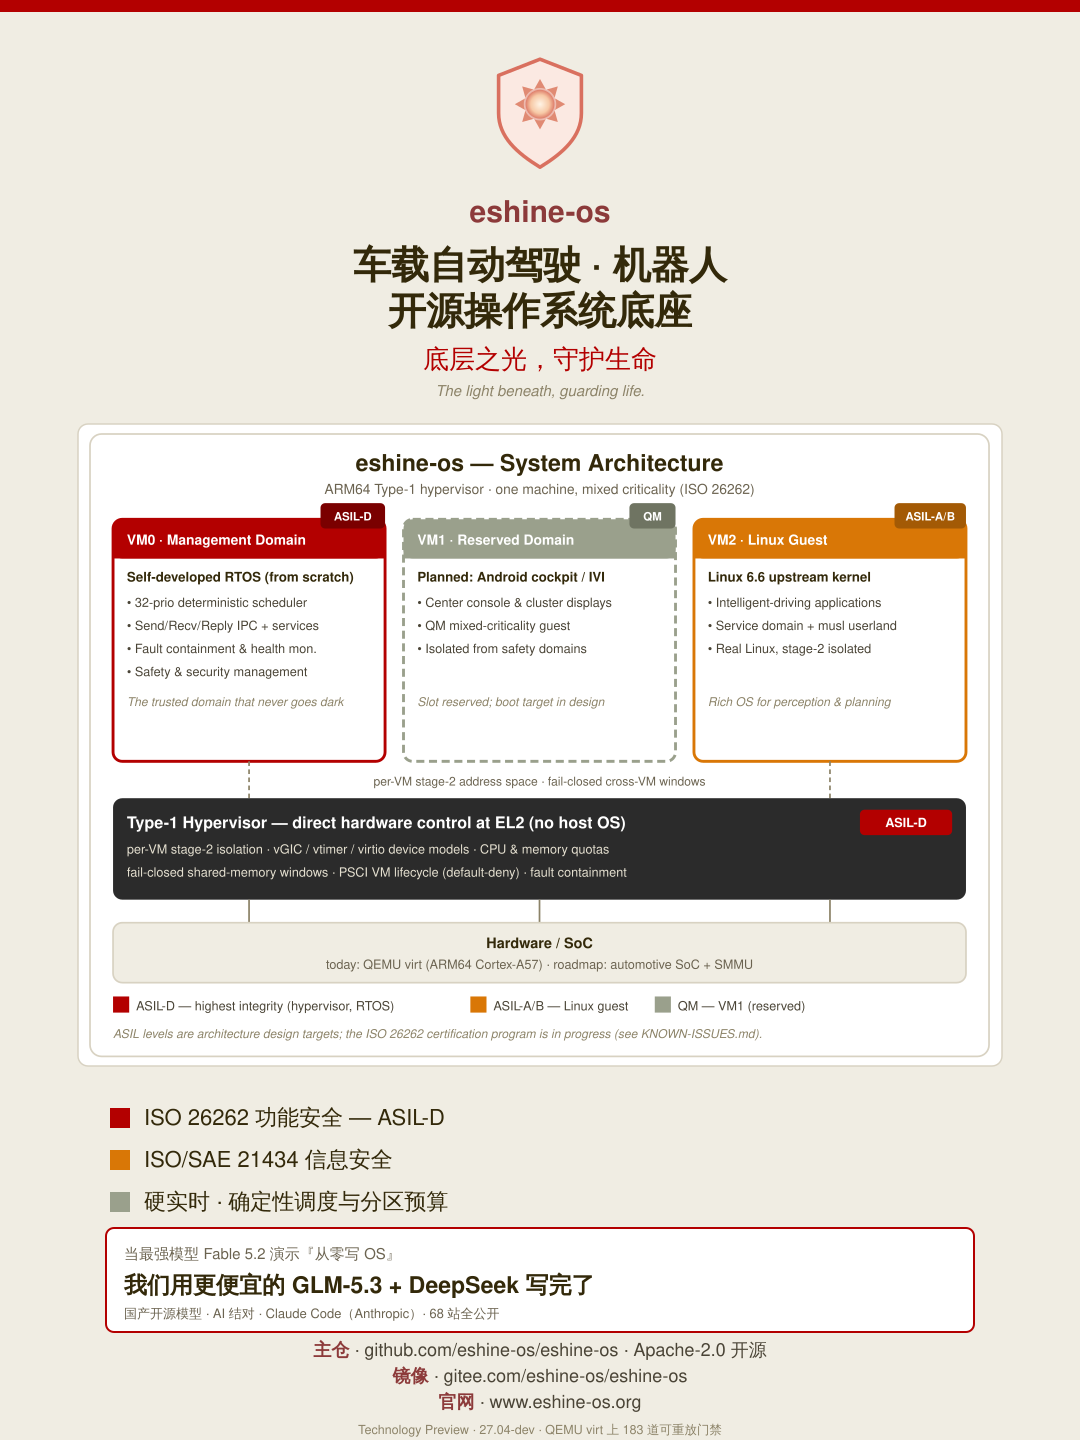 eshine-os
车载自动驾驶 · 机器人
开源操作系统底座
底层之光，守护生命
The light beneath, guarding life.
eshine-os — System Architecture
ARM64 Type-1 hypervisor · one machine, mixed criticality (ISO 26262)
ASIL-D
VM0 · Management Domain
Self-developed RTOS (from scratch)
• 32-prio deterministic scheduler
• Send/Recv/Reply IPC + services
• Fault containment & health mon.
• Safety & security management
The trusted domain that never goes dark
QM
VM1 · Reserved Domain
Planned: Android cockpit / IVI
• Center console & cluster displays
• QM mixed-criticality guest
• Isolated from safety domains
Slot reserved; boot target in design
ASIL-A/B
VM2 · Linux Guest
Linux 6.6 upstream kernel
• Intelligent-driving applications
• Service domain + musl userland
• Real Linux, stage-2 isolated
Rich OS for perception & planning
per-VM stage-2 address space · fail-closed cross-VM windows
Type-1 Hypervisor — direct hardware control at EL2 (no host OS)
ASIL-D
per-VM stage-2 isolation · vGIC / vtimer / virtio device models · CPU & memory quotas
fail-closed shared-memory windows · PSCI VM lifecycle (default-deny) · fault containment
Hardware / SoC
today: QEMU virt (ARM64 Cortex-A57) · roadmap: automotive SoC + SMMU
ASIL-D — highest integrity (hypervisor, RTOS)
ASIL-A/B — Linux guest
QM — VM1 (reserved)
ASIL levels are architecture design targets; the ISO 26262 certification program is in progress (see KNOWN-ISSUES.md).
ISO 26262 功能安全 — ASIL-D
ISO/SAE 21434 信息安全
硬实时 · 确定性调度与分区预算
当最强模型 Fable 5.2 演示『从零写 OS』
我们用更便宜的 GLM-5.3 + DeepSeek 写完了
国产开源模型 · AI 结对 · Claude Code（Anthropic）· 68 站全公开
主仓 · github.com/eshine-os/eshine-os · Apache-2.0 开源
镜像 · gitee.com/eshine-os/eshine-os
官网 · www.eshine-os.org
Technology Preview · 27.04-dev · QEMU virt 上 183 道可重放门禁